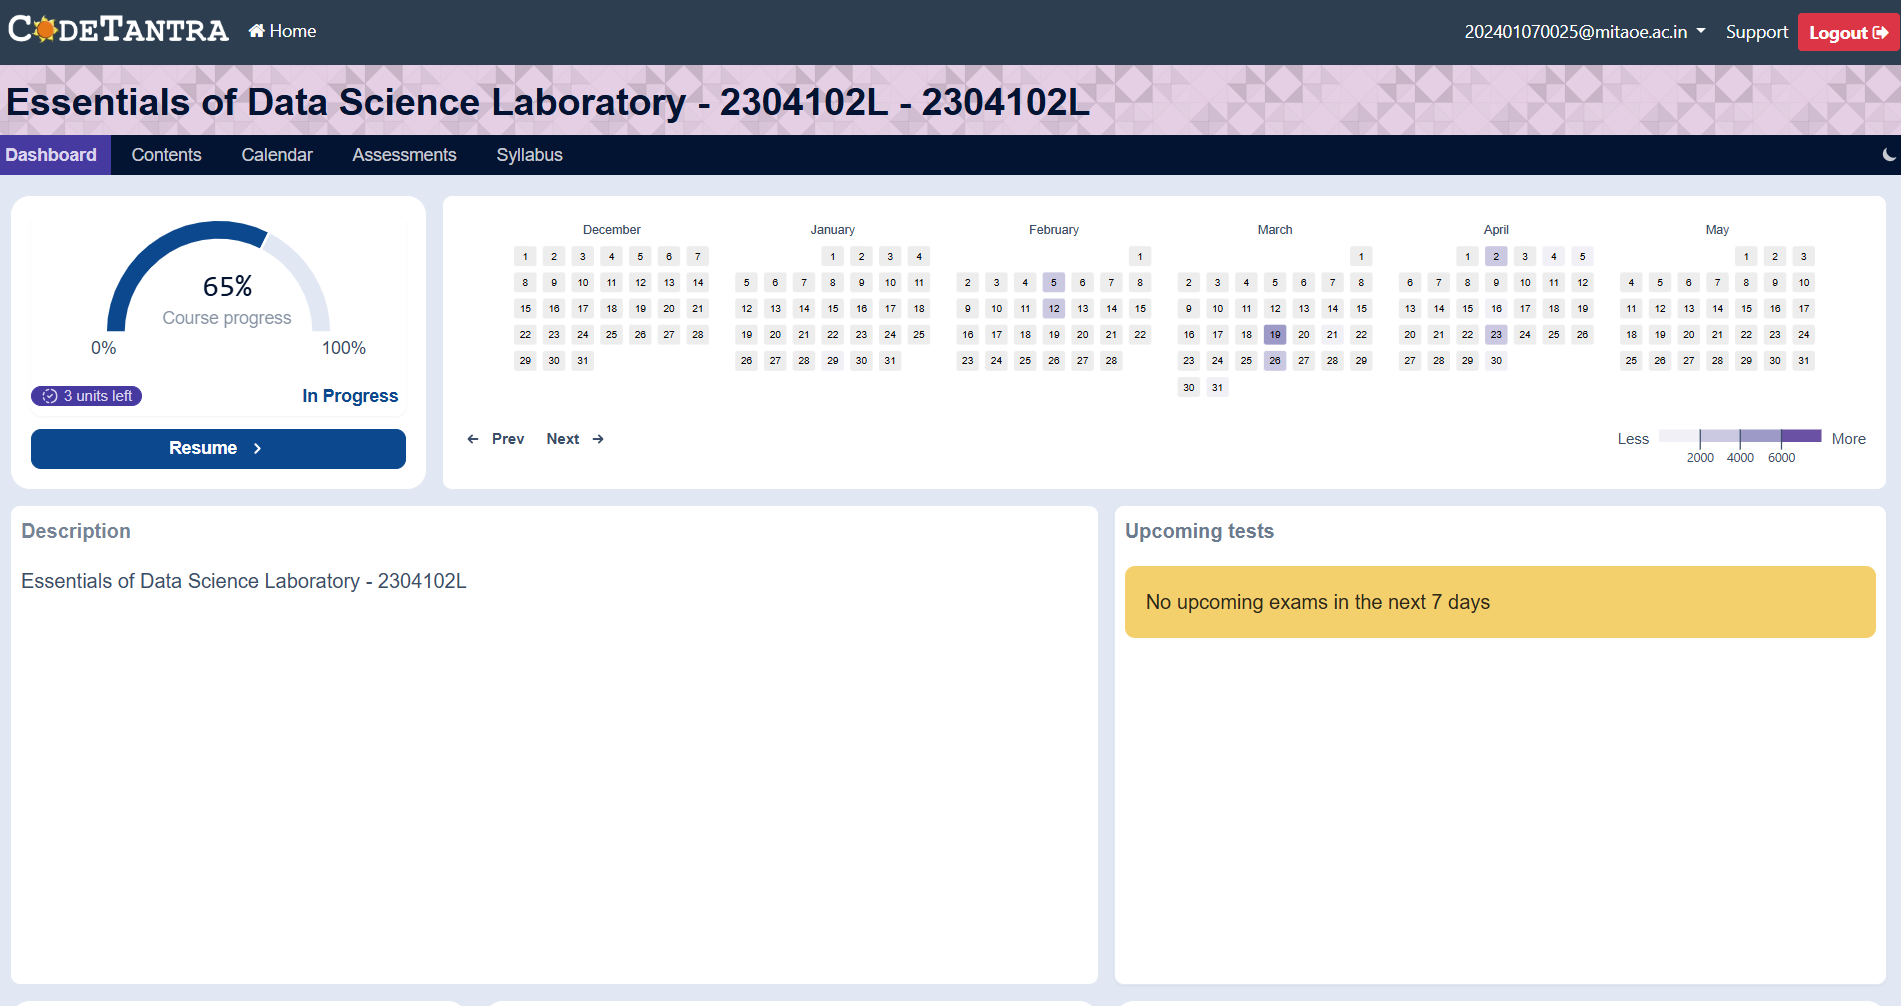 CODETANTRA Home 202401070025@mitaoe.ac.in Support Logout
Essentials of Data Science Laboratory - 2304102L - 2304102L
Dashboard Contents Calendar Assessments Syllabus
65%
Course progress
0% 100%
3 units left In Progress
Resume
December
1 2 3 4 5 6 7
8 9 10 11 12 13 14
15 16 17 18 19 20 21
22 23 24 25 26 27 28
29 30 31
January
1 2 3 4
5 6 7 8 9 10 11
12 13 14 15 16 17 18
19 20 21 22 23 24 25
26 27 28 29 30 31
February
1
2 3 4 5 6 7 8
9 10 11 12 13 14 15
16 17 18 19 20 21 22
23 24 25 26 27 28
March
1
2 3 4 5 6 7 8
9 10 11 12 13 14 15
16 17 18 19 20 21 22
23 24 25 26 27 28 29
30 31
April
1 2 3 4 5
6 7 8 9 10 11 12
13 14 15 16 17 18 19
20 21 22 23 24 25 26
27 28 29 30
May
1 2 3
4 5 6 7 8 9 10
11 12 13 14 15 16 17
18 19 20 21 22 23 24
25 26 27 28 29 30 31
Prev Next
Less More
2000 4000 6000
Description
Essentials of Data Science Laboratory - 2304102L
Upcoming tests
No upcoming exams in the next 7 days